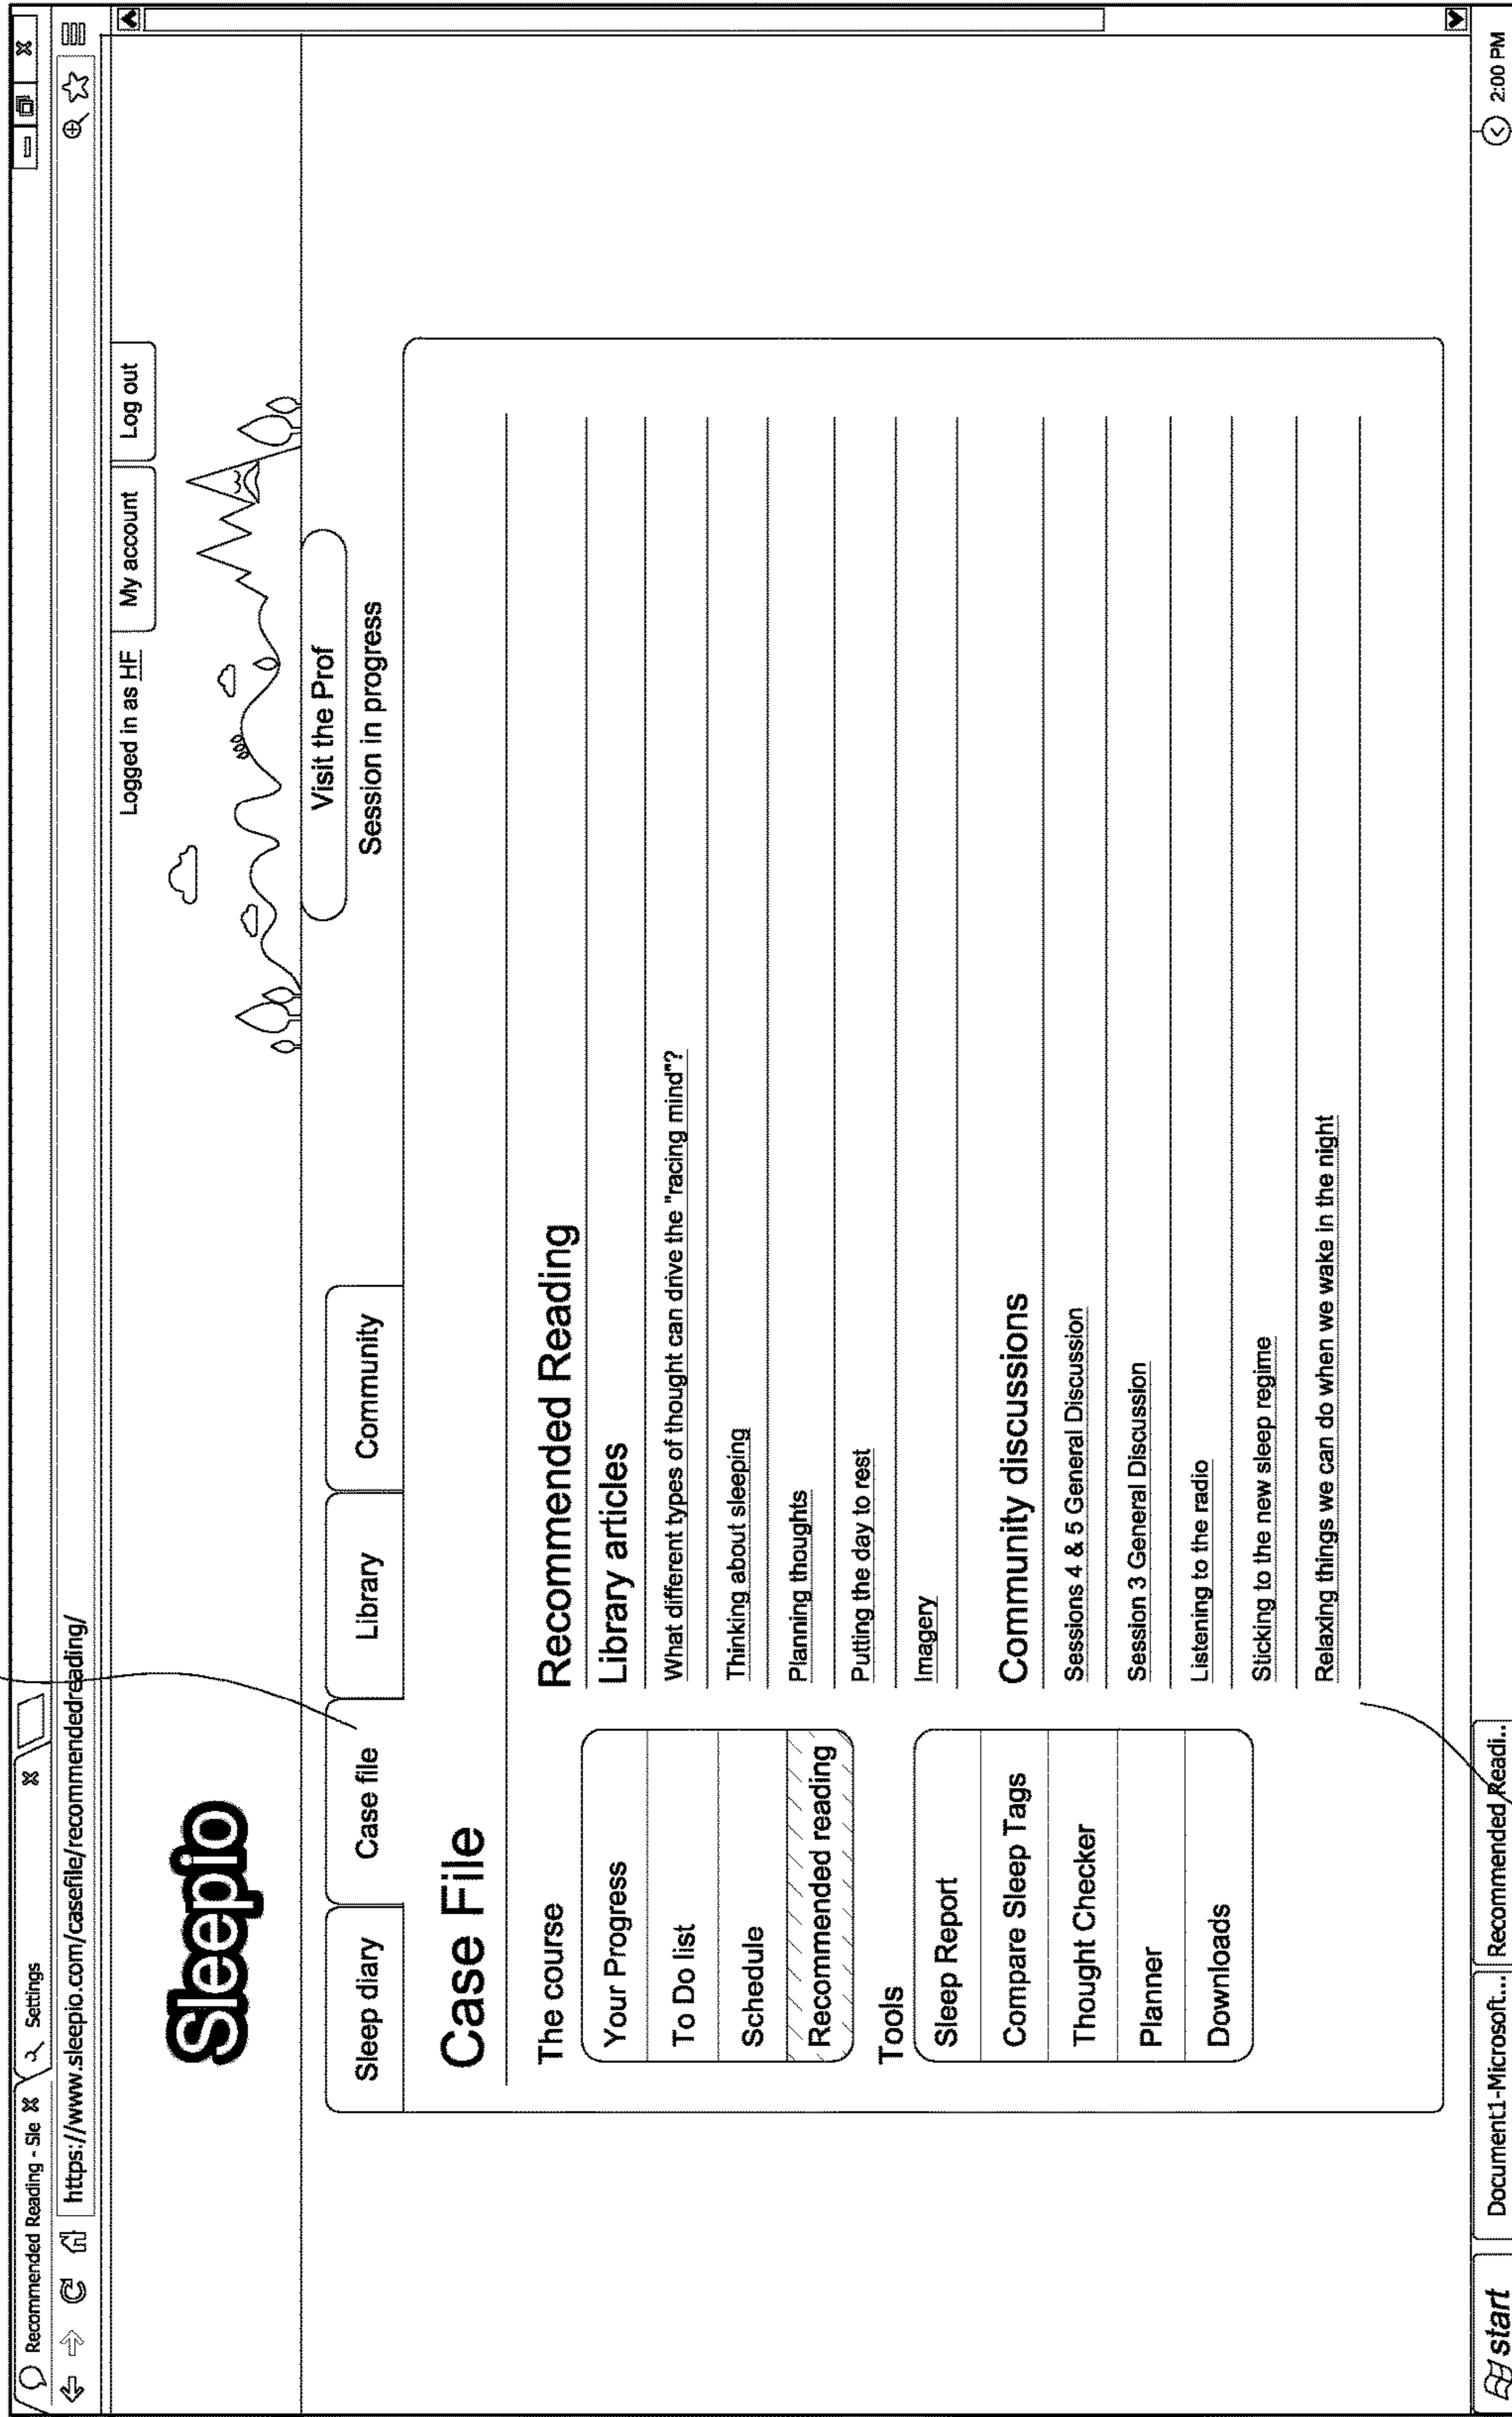 Recommended Reading - Sle
Settings
https://www.sleepio.com/casefile/recommendedreading/
Logged in as HF
My account
Log out
Sleepio
Visit the Prof
Session in progress
Sleep diary
Case file
Library
Community
Case File
The course
Your Progress
To Do list
Schedule
Recommended reading
Tools
Sleep Report
Compare Sleep Tags
Thought Checker
Planner
Downloads
Recommended Reading
Library articles
What different types of thought can drive the "racing mind"?
Thinking about sleeping
Planning thoughts
Putting the day to rest
Imagery
Community discussions
Sessions 4 & 5 General Discussion
Session 3 General Discussion
Listening to the radio
Sticking to the new sleep regime
Relaxing things we can do when we wake in the night
start
Document1-Microsoft...
Recommended Readi..
2:00 PM